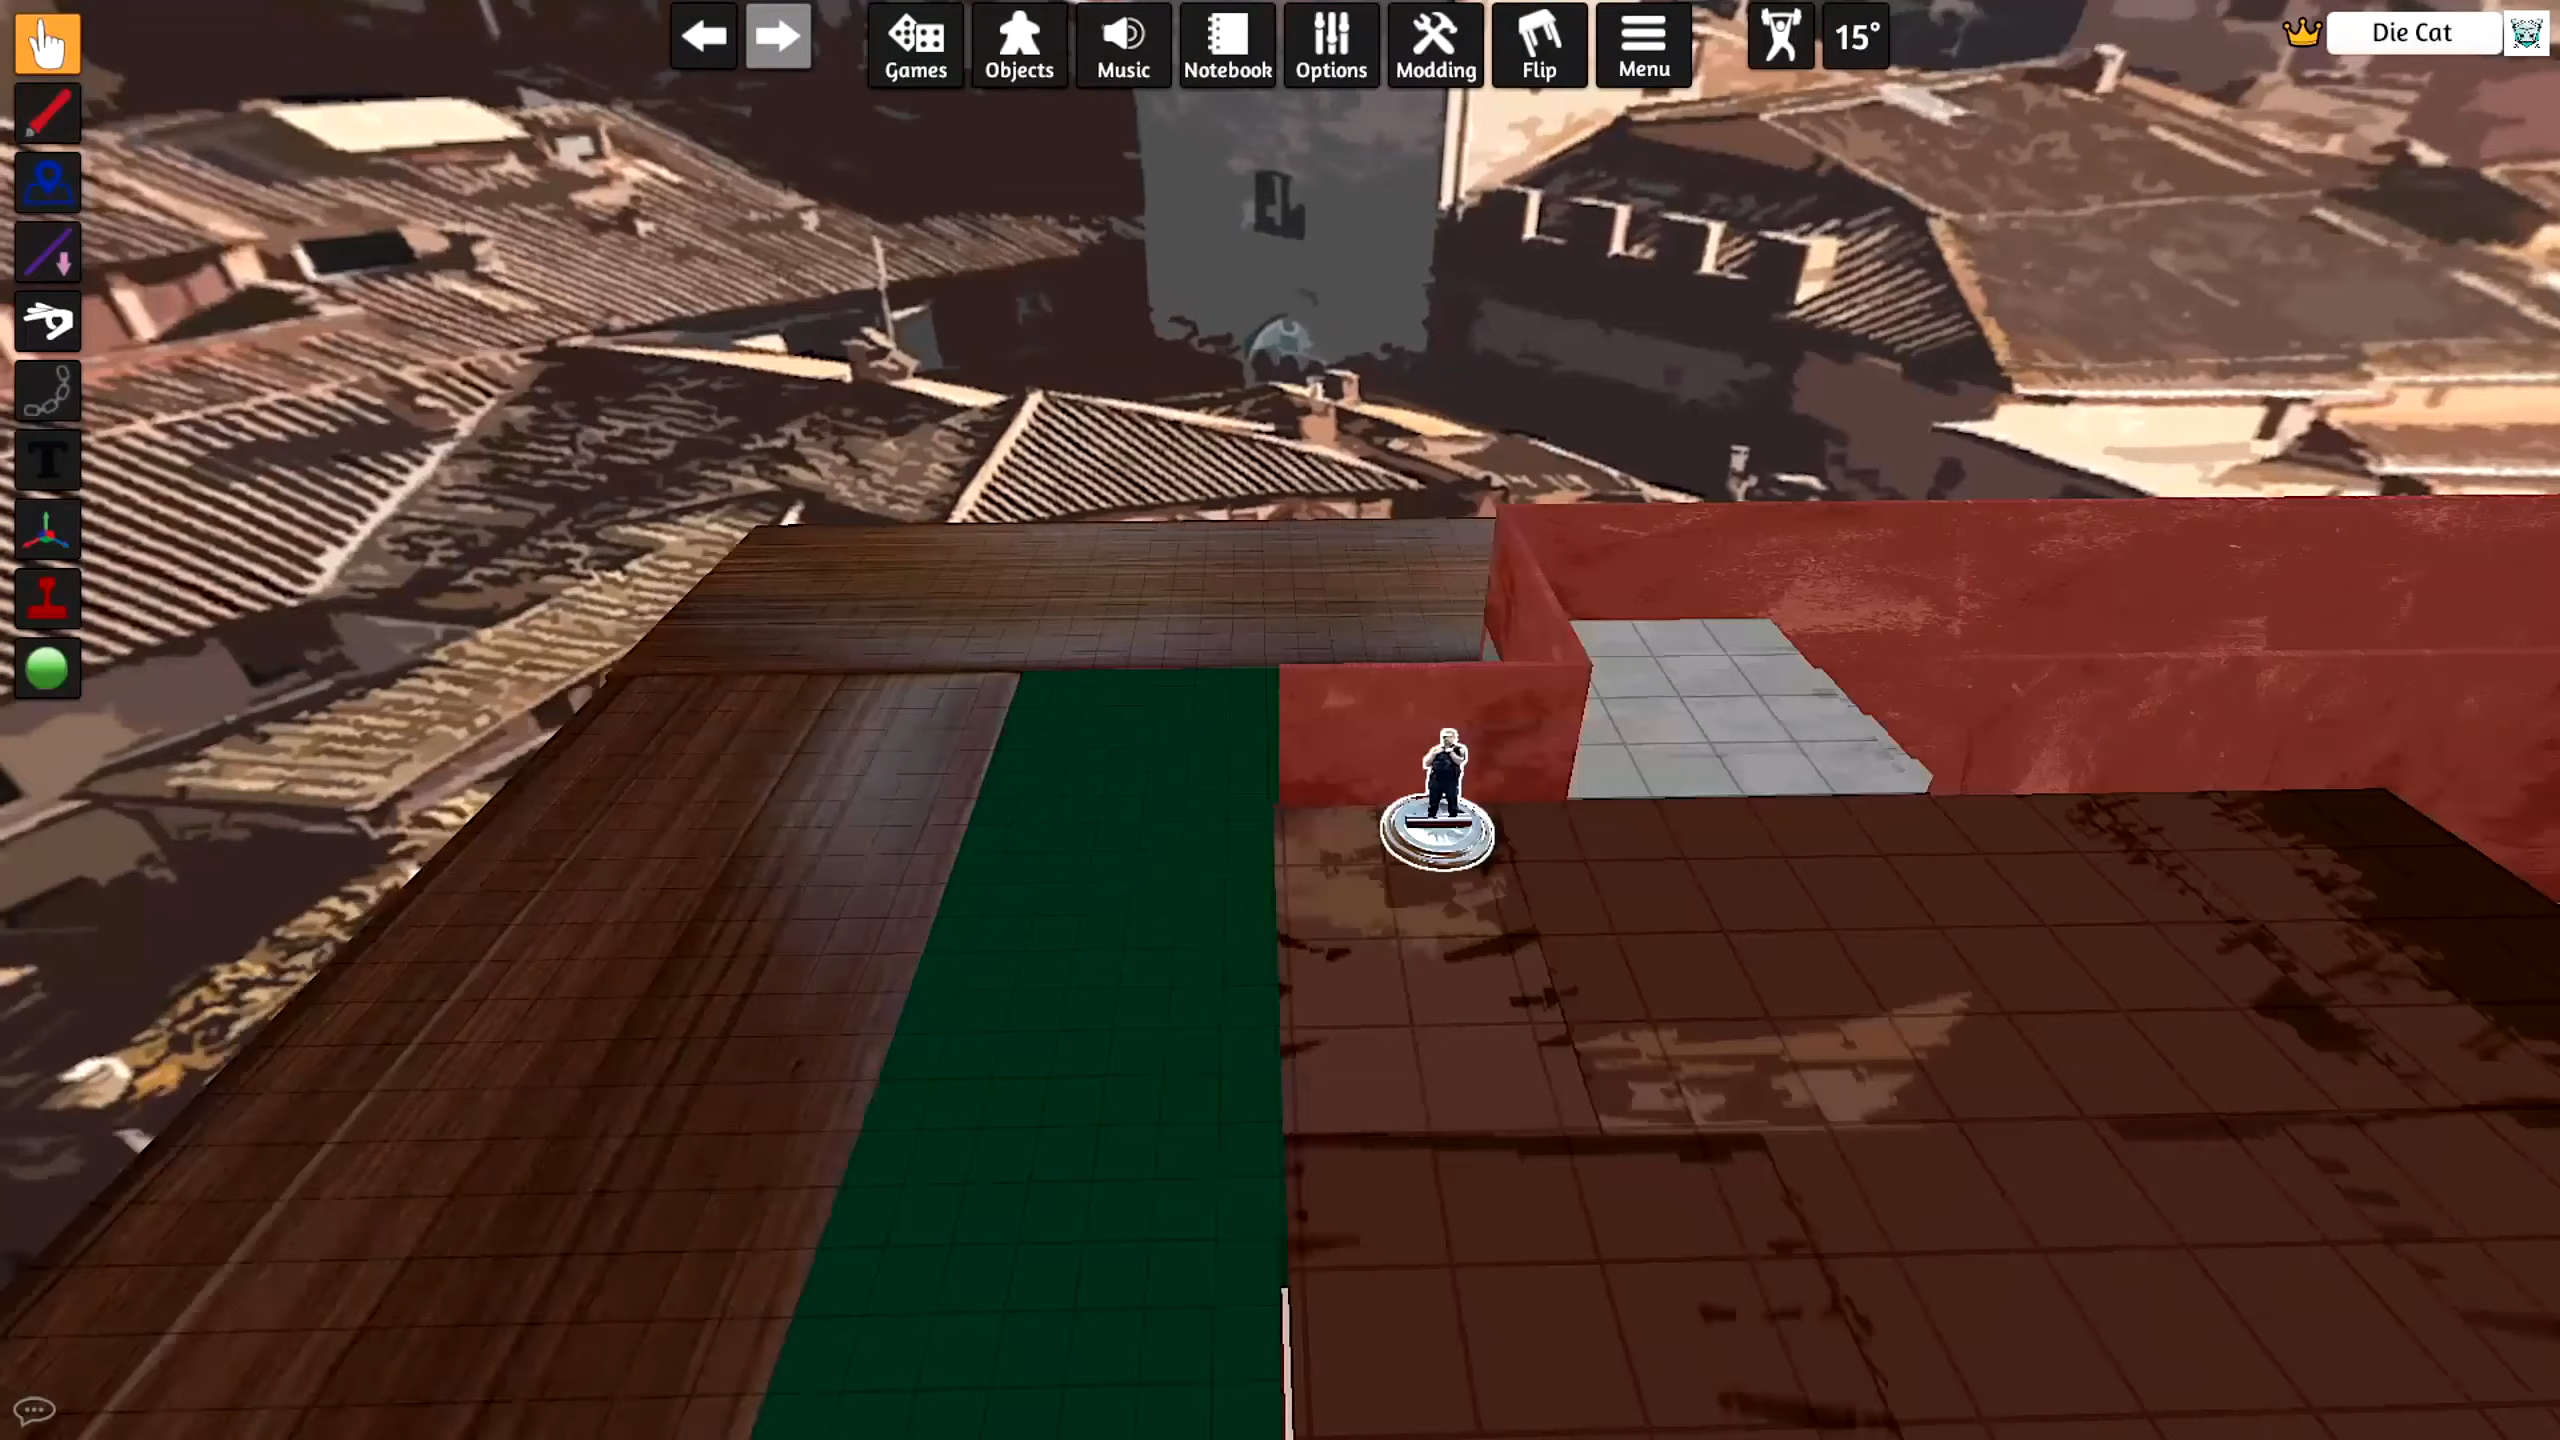 Games
Objects
Music
Notebook
Options
Modding
Flip
Menu
15°
Die Cat
T